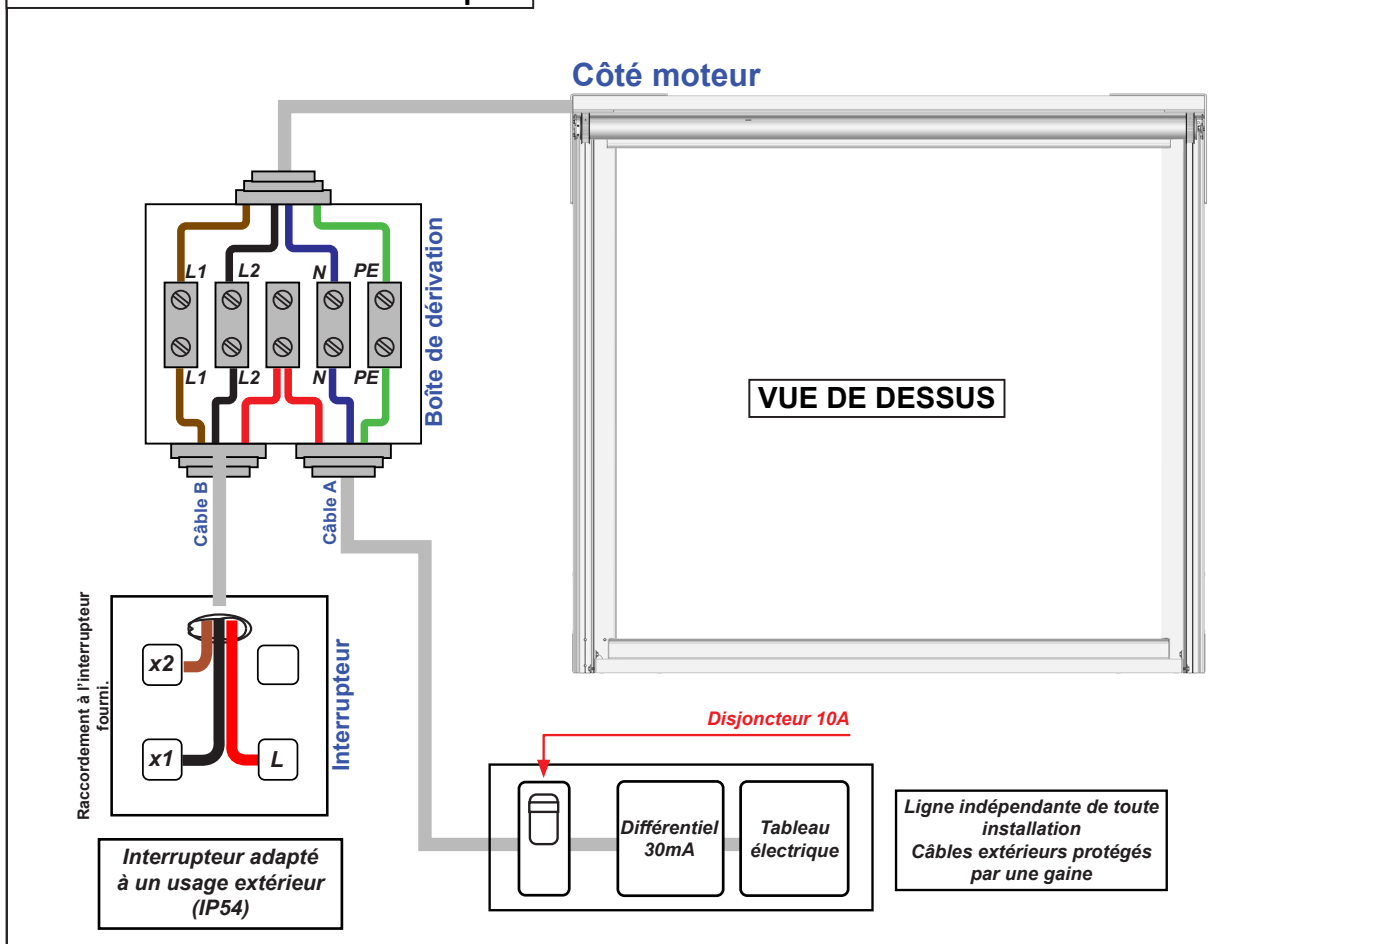 Côté moteur
L1
L2
N
PE
L1
L2
N
PE
Boîte de dérivation
VUE DE DESSUS
Câble B
Câble A
Racccordement à l'interrupteur
fourni.
x2
x1
L
Interrupteur
Interrupteur adapté
à un usage extérieur
(IP54)
Disjoncteur 10A
Différentiel
30mA
Tableau
électrique
Ligne indépendante de toute
installation
Câbles extérieurs protégés
par une gaine